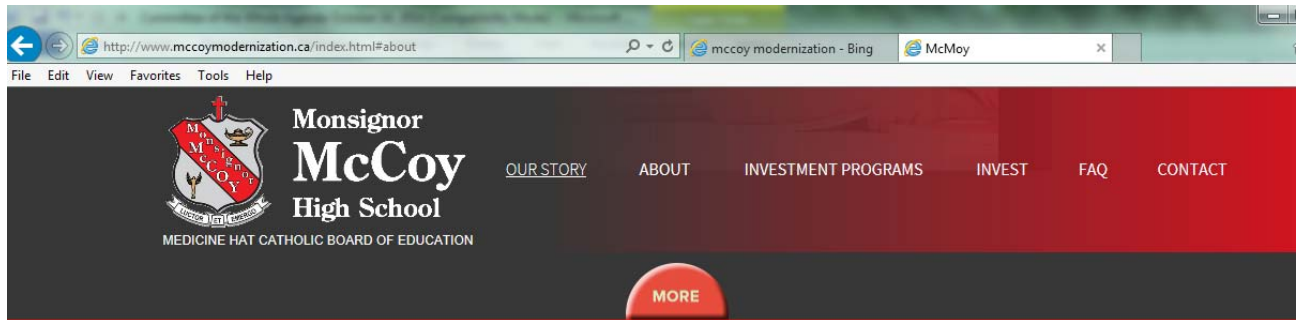 http://www.mccoymodernization.ca/index.html#about
mccoy modernization - Bing
McMoy
File Edit View Favorites Tools Help
Monsignor
McCoy
High School
MEDICINE HAT CATHOLIC BOARD OF EDUCATION
Monsignor
McCoy
LUCTOR ET EMERGO
OUR STORY ABOUT INVESTMENT PROGRAMS INVEST FAQ CONTACT
MORE